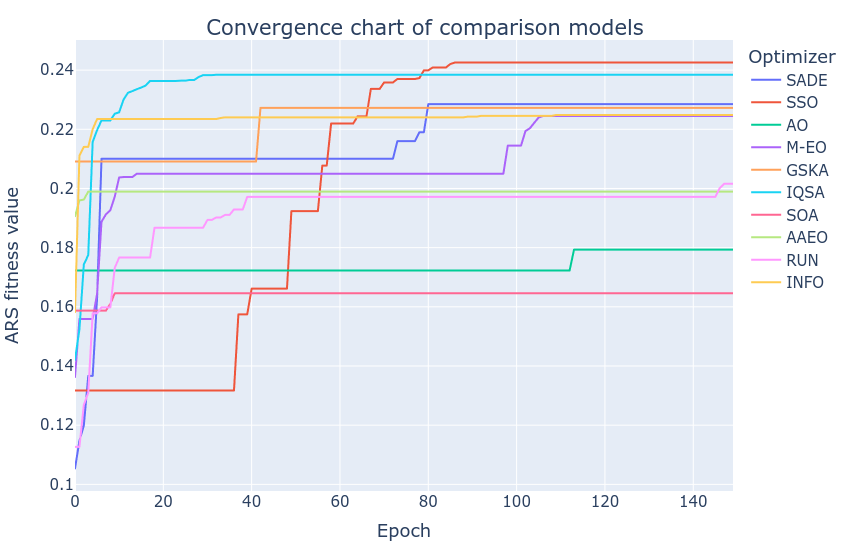 Convergence chart of comparison models
ARS fitness value
0.24
0.22
0.2
0.18
0.16
0.14
0.12
0.1
0 20 40 60 80 100 120 140
Epoch
Optimizer
SADE
SSO
AO
M-EO
GSKA
IQSA
SOA
AAEO
RUN
INFO